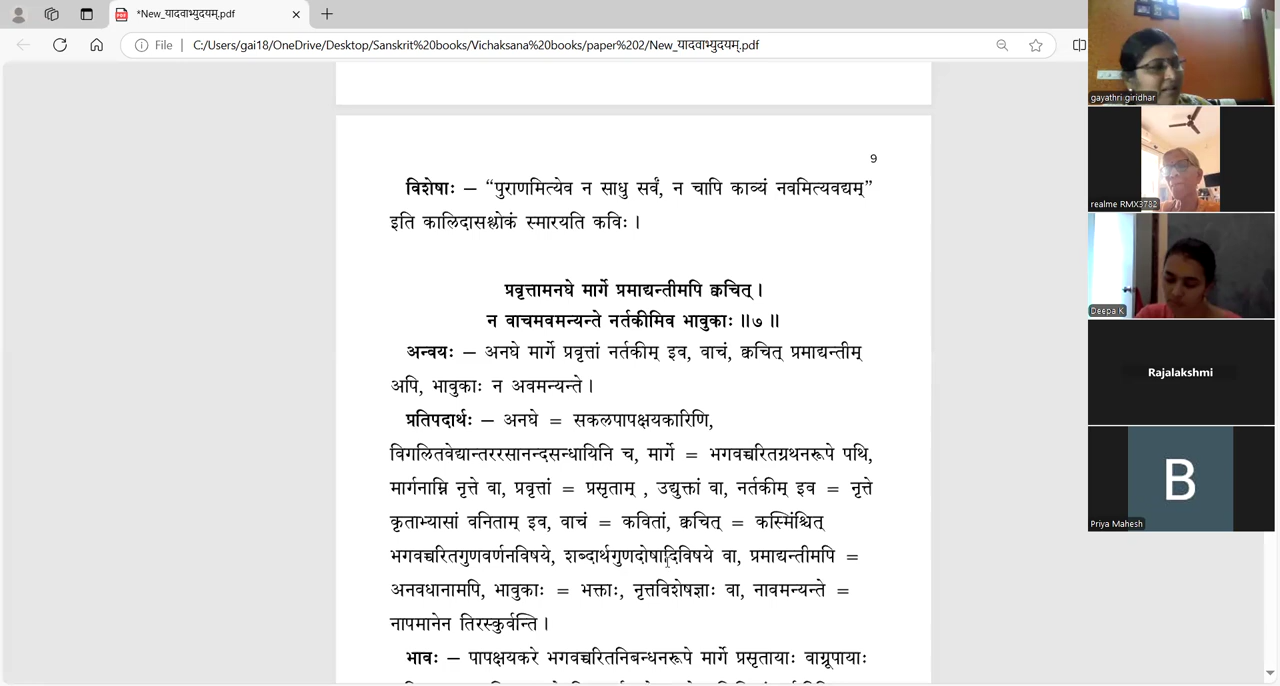 *New_यादवाभ्युदयम्.pdf
File | C:/Users/gai18/OneDrive/Desktop/Sanskrit%20books/Vichaksana%20books/paper%202/New_यादवाभ्युदयम्.pdf
9
विशेषाः – “पुराणमित्येव न साधु सर्वं, न चापि काव्यं नवमित्यवद्यम्”
इति कालिदासश्लोकं स्मारयति कविः ।
प्रवृत्तामनघे मार्गे प्रमाद्यन्तीमपि क्वचित् ।
न वाचमवमन्यन्ते नर्तकीमिव भावुकाः ॥७ ॥
अन्वयः – अनघे मार्गे प्रवृत्तां नर्तकीम् इव, वाचं, क्वचित् प्रमाद्यन्तीम्
अपि, भावुकाः न अवमन्यन्ते ।
प्रतिपदार्थः – अनघे = सकलपापक्षयकारिणि,
विगलितवेद्यान्तररसानन्दसन्धायिनि च, मार्गे = भगवच्चरितग्रथनरूपे पथि,
मार्गनाम्नि नृत्ते वा, प्रवृत्तां = प्रसृताम् , उद्युक्तां वा, नर्तकीम् इव = नृत्ते
कृताभ्यासां वनिताम् इव, वाचं = कवितां, क्वचित् = कस्मिंश्चित्
भगवच्चरितगुणवर्णनविषये, शब्दार्थगुणदोषादिविषये वा, प्रमाद्यन्तीमपि =
अनवधानामपि, भावुकाः = भक्ताः, नृत्तविशेषज्ञाः वा, नावमन्यन्ते =
नापमानेन तिरस्कुर्वन्ति ।
भावः – पापक्षयकरे भगवच्चरितनिबन्धनरूपे मार्गे प्रसृतायाः वाग्रूपायाः
gayathri giridhar
realme RMX3782
Deepa K
Rajalakshmi
B
Priya Mahesh